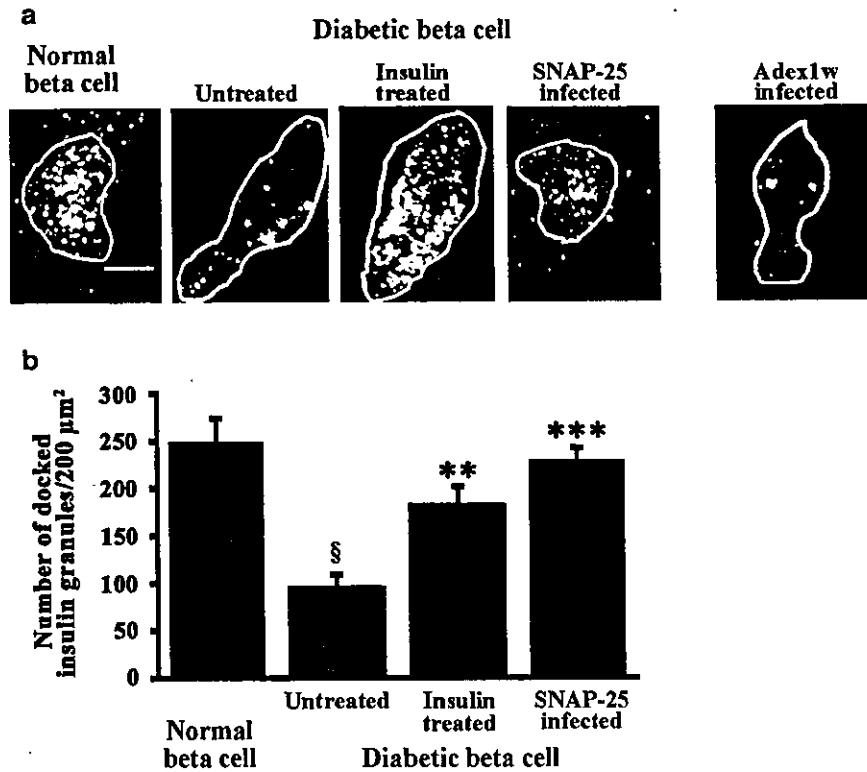 a
Diabetic beta cell
Normal
beta cell
Untreated
Insulin
treated
SNAP-25
infected
Adex1w
infected
b
Number of docked
insulin granules/200 µm²
300
250
200
150
100
50
0
§
**
***
Normal
beta cell
Untreated
Insulin
treated
SNAP-25
infected
Diabetic beta cell